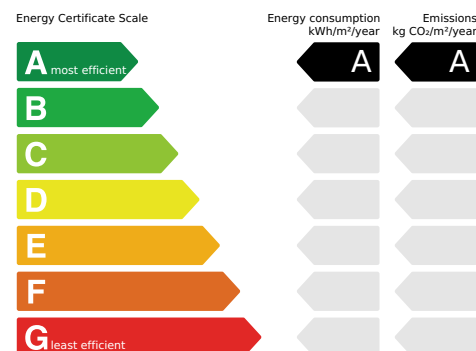 Energy Certificate Scale
Energy consumption
kWh/m²/year
Emissions
kg CO₂/m²/year
A most efficient
A
A
B
C
D
E
F
G least efficient